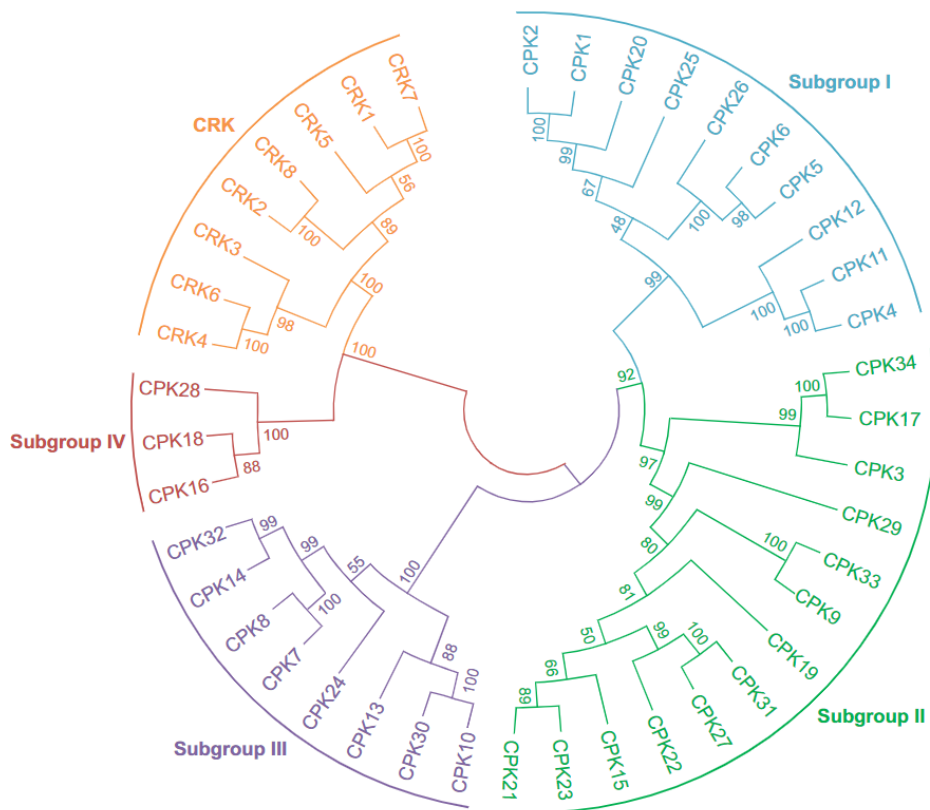 CRK
CRK7
CRK1
CRK5
CRK8
CRK2
CRK3
CRK6
CRK4
100
56
89
100
100
98
100
100
Subgroup I
CPK2
CPK1
CPK20
CPK25
CPK26
CPK6
CPK5
CPK12
CPK11
CPK4
100
99
67
48
100
98
99
100
100
92
Subgroup II
CPK34
CPK17
CPK3
CPK29
CPK33
CPK9
CPK19
CPK31
CPK27
CPK22
CPK15
CPK23
CPK21
100
99
97
99
100
80
81
100
99
50
66
89
Subgroup IV
CPK28
CPK18
CPK16
100
88
Subgroup III
CPK32
CPK14
CPK8
CPK7
CPK24
CPK13
CPK30
CPK10
99
99
100
55
100
88
100